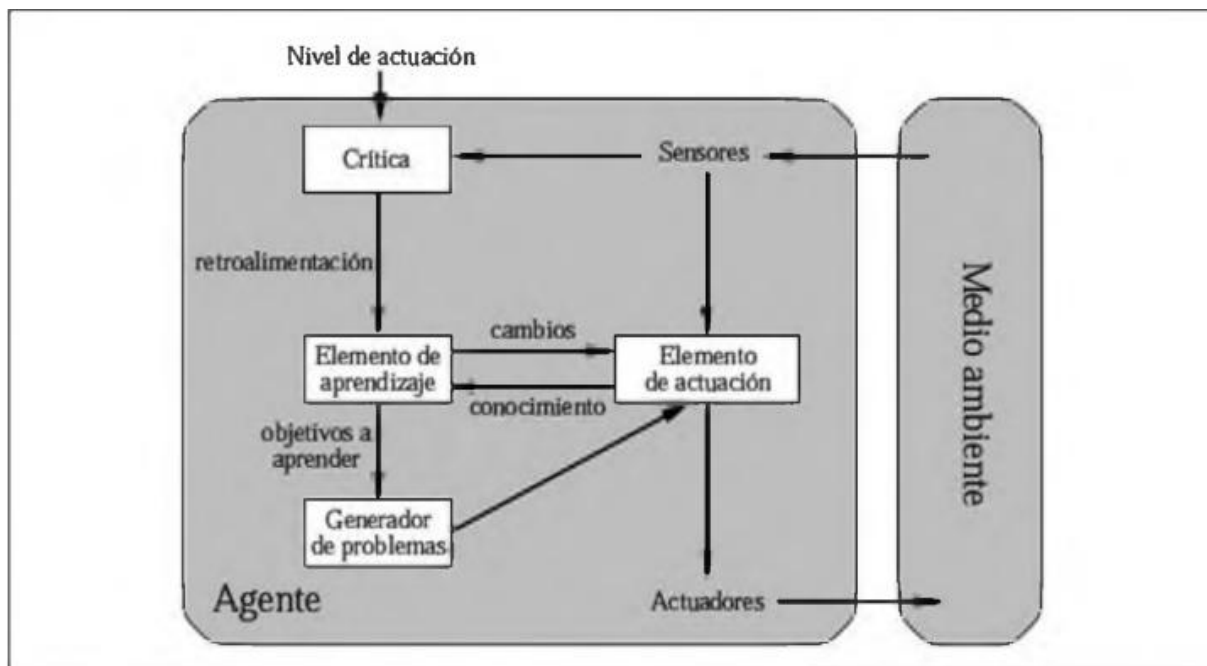 Nivel de actuación
Crítica
Sensores
retroalimentación
Elemento de
aprendizaje
cambios
conocimiento
Elemento
de actuación
objetivos a
aprender
Generador
de problemas
Agente
Actuadores
Medio ambiente